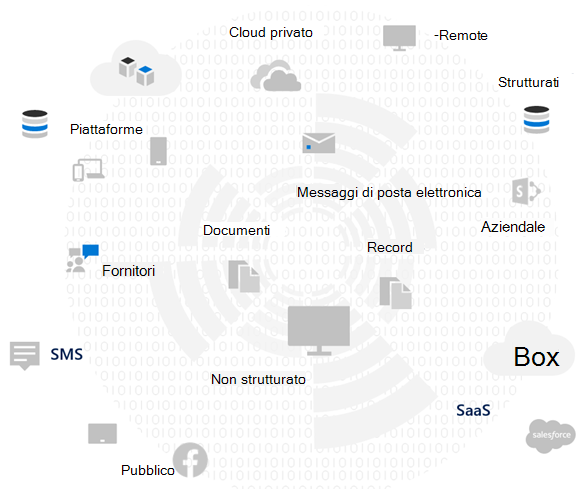 Cloud privato
-Remote
Strutturati
Piattaforme
Messaggi di posta elettronica
S
Aziendale
Documenti
Record
Fornitori
SMS
Box
Non strutturato
SaaS
salesforce
Pubblico
f